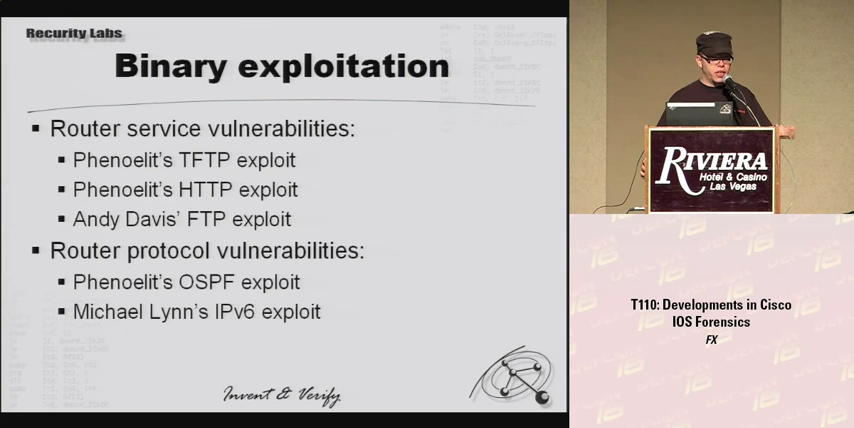 Recurity Labs
Binary exploitation
Router service vulnerabilities:
Phenoelit's TFTP exploit
Phenoelit's HTTP exploit
Andy Davis' FTP exploit
Router protocol vulnerabilities:
Phenoelit's OSPF exploit
Michael Lynn's IPv6 exploit
Invent & Verify
RIVIERA
Hotel & Casino
Las Vegas
T110: Developments in Cisco
IOS Forensics
FX